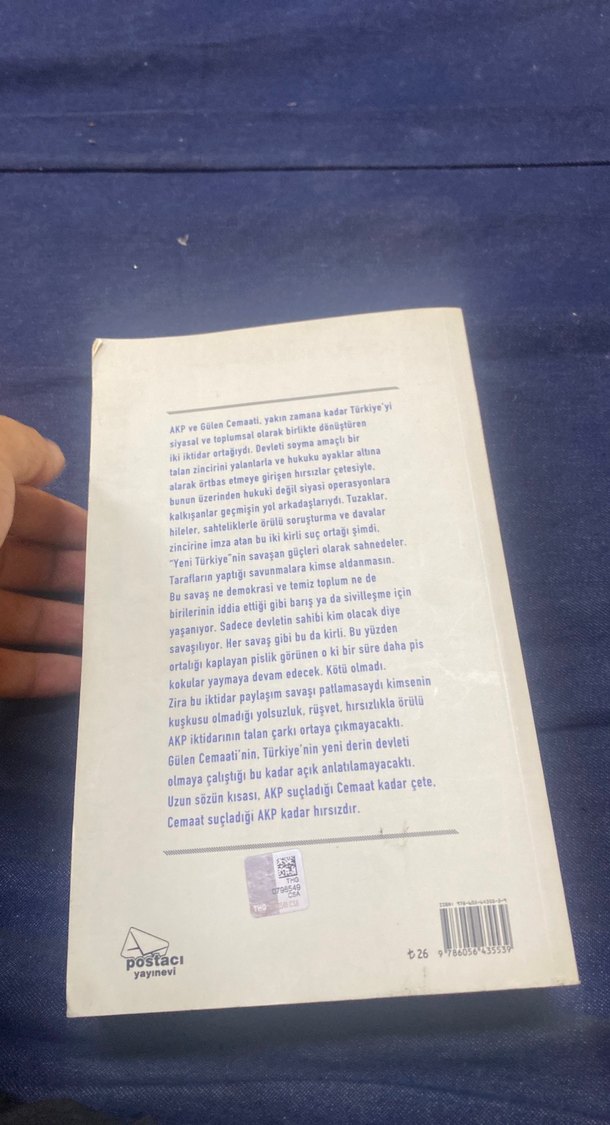 AKP ve Gülen Cemaati, yakın zamana kadar Türkiye'yi
siyasal ve toplumsal olarak birlikte dönüştüren
iki iktidar ortağıydı. Devleti soyma amaçlı bir
talan zincirini yalanlarla ve hukuku ayaklar altına
alarak örtbas etmeye girişen hırsızlar çetesiyle,
bunun üzerinden hukuki değil siyasi operasyonlara
kalkışanlar geçmişin yol arkadaşlarıydı. Tuzaklar,
hileler, sahteliklerle örülü soruşturma ve davalar
zincirine imza atan bu iki kirli suç ortağı şimdi,
"Yeni Türkiye"nin savaşan güçleri olarak sahnedeler.
Tarafların yaptığı savunmalara kimse aldanmasın.
Bu savaş ne demokrasi ve temiz toplum ne de
birilerinin iddia ettiği gibi barış ya da sivilleşme için
yaşanıyor. Sadece devletin sahibi kim olacak diye
savaşılıyor. Her savaş gibi bu da kirli. Bu yüzden
ortalığı kaplayan pislik görünen o ki bir süre daha pis
kokular yaymaya devam edecek. Kötü olmadı.
Zira bu iktidar paylaşım savaşı patlamasaydı kimsenin
kuşkusu olmadığı yolsuzluk, rüşvet, hırsızlıkla örülü
AKP iktidarının talan çarkı ortaya çıkmayacaktı.
Gülen Cemaati'nin, Türkiye'nin yeni derin devleti
olmaya çalıştığı bu kadar açık anlatılamayacaktı.
Uzun sözün kısası, AKP suçladığı Cemaat kadar çete,
Cemaat suçladığı AKP kadar hırsızdır.
THG
0798549
CSA
THG
postacı
yayınevi
₺ 26
9 786056 435539